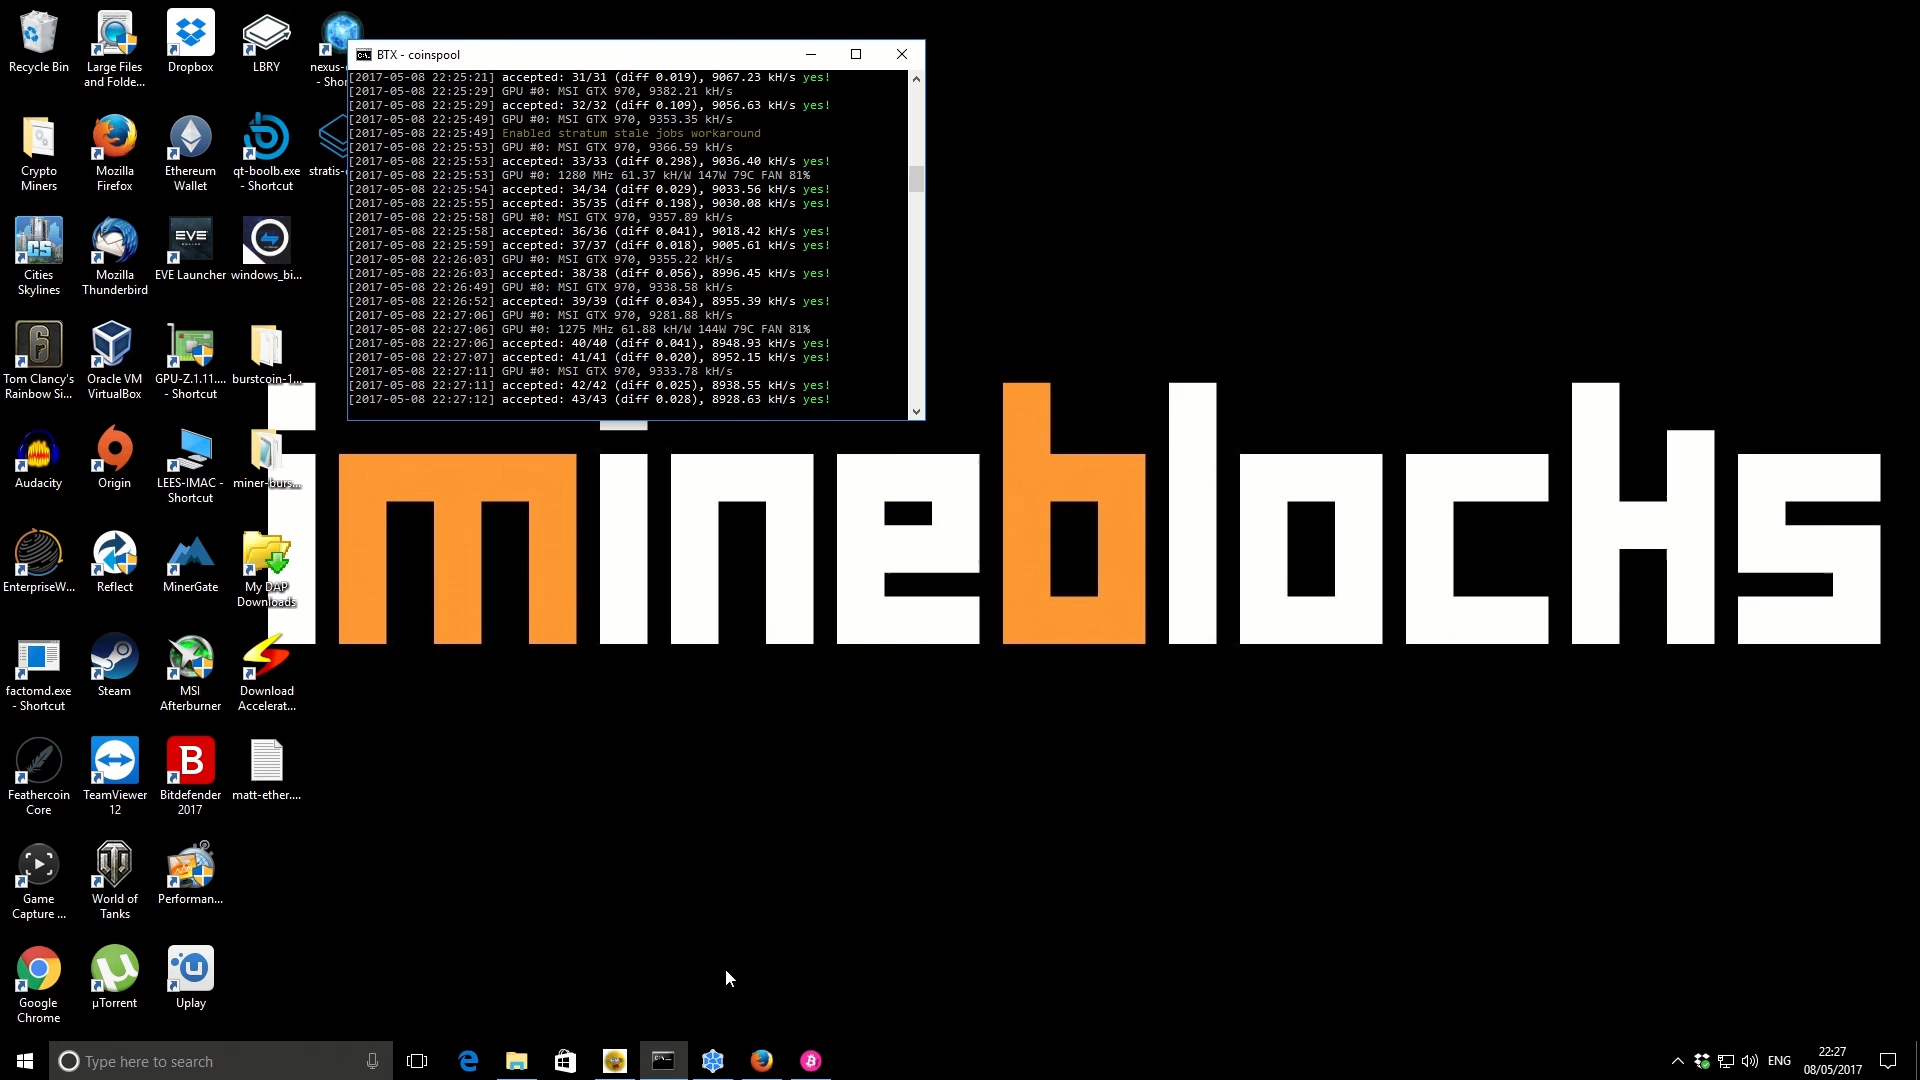 Recycle Bin
Large Files
and Folde...
Dropbox
LBRY
Crypto
Miners
Mozilla
Firefox
Ethereum
Wallet
qt-boolb.exe
- Shortcut
Cities
Skylines
Mozilla
Thunderbird
EVE Launcher
windows_bi...
Tom Clancy's
Rainbow Si...
Oracle VM
VirtualBox
GPU-Z.1.11....
- Shortcut
burstcoin-1...
Audacity
Origin
LEES-IMAC -
Shortcut
miner-burs...
EnterpriseW...
Reflect
MinerGate
My DAP
Downloads
factomd.exe
- Shortcut
Steam
MSI
Afterburner
Download
Accelerat...
Feathercoin
Core
TeamViewer
12
Bitdefender
2017
matt-ether....
Game
Capture ...
World of
Tanks
Performan...
Google
Chrome
µTorrent
Uplay
BTX - coinspool
[2017-05-08 22:25:21] accepted: 31/31 (diff 0.019), 9067.23 kH/s yes!
[2017-05-08 22:25:29] GPU #0: MSI GTX 970, 9382.21 kH/s
[2017-05-08 22:25:29] accepted: 32/32 (diff 0.109), 9056.63 kH/s yes!
[2017-05-08 22:25:49] GPU #0: MSI GTX 970, 9353.35 kH/s
[2017-05-08 22:25:49] Enabled stratum stale jobs workaround
[2017-05-08 22:25:53] GPU #0: MSI GTX 970, 9366.59 kH/s
[2017-05-08 22:25:53] accepted: 33/33 (diff 0.298), 9036.40 kH/s yes!
[2017-05-08 22:25:53] GPU #0: 1280 MHz 61.37 kH/W 147W 79C FAN 81%
[2017-05-08 22:25:54] accepted: 34/34 (diff 0.029), 9033.56 kH/s yes!
[2017-05-08 22:25:55] accepted: 35/35 (diff 0.198), 9030.08 kH/s yes!
[2017-05-08 22:25:58] GPU #0: MSI GTX 970, 9357.89 kH/s
[2017-05-08 22:25:58] accepted: 36/36 (diff 0.041), 9018.42 kH/s yes!
[2017-05-08 22:25:59] accepted: 37/37 (diff 0.018), 9005.61 kH/s yes!
[2017-05-08 22:26:03] GPU #0: MSI GTX 970, 9355.22 kH/s
[2017-05-08 22:26:03] accepted: 38/38 (diff 0.056), 8996.45 kH/s yes!
[2017-05-08 22:26:49] GPU #0: MSI GTX 970, 9338.58 kH/s
[2017-05-08 22:26:52] accepted: 39/39 (diff 0.034), 8955.39 kH/s yes!
[2017-05-08 22:27:06] GPU #0: MSI GTX 970, 9281.88 kH/s
[2017-05-08 22:27:06] GPU #0: 1275 MHz 61.88 kH/W 144W 79C FAN 81%
[2017-05-08 22:27:06] accepted: 40/40 (diff 0.041), 8948.93 kH/s yes!
[2017-05-08 22:27:07] accepted: 41/41 (diff 0.020), 8952.15 kH/s yes!
[2017-05-08 22:27:11] GPU #0: MSI GTX 970, 9333.78 kH/s
[2017-05-08 22:27:11] accepted: 42/42 (diff 0.025), 8938.55 kH/s yes!
[2017-05-08 22:27:12] accepted: 43/43 (diff 0.028), 8928.63 kH/s yes!
imineblocks
Type here to search
ENG
22:27
08/05/2017